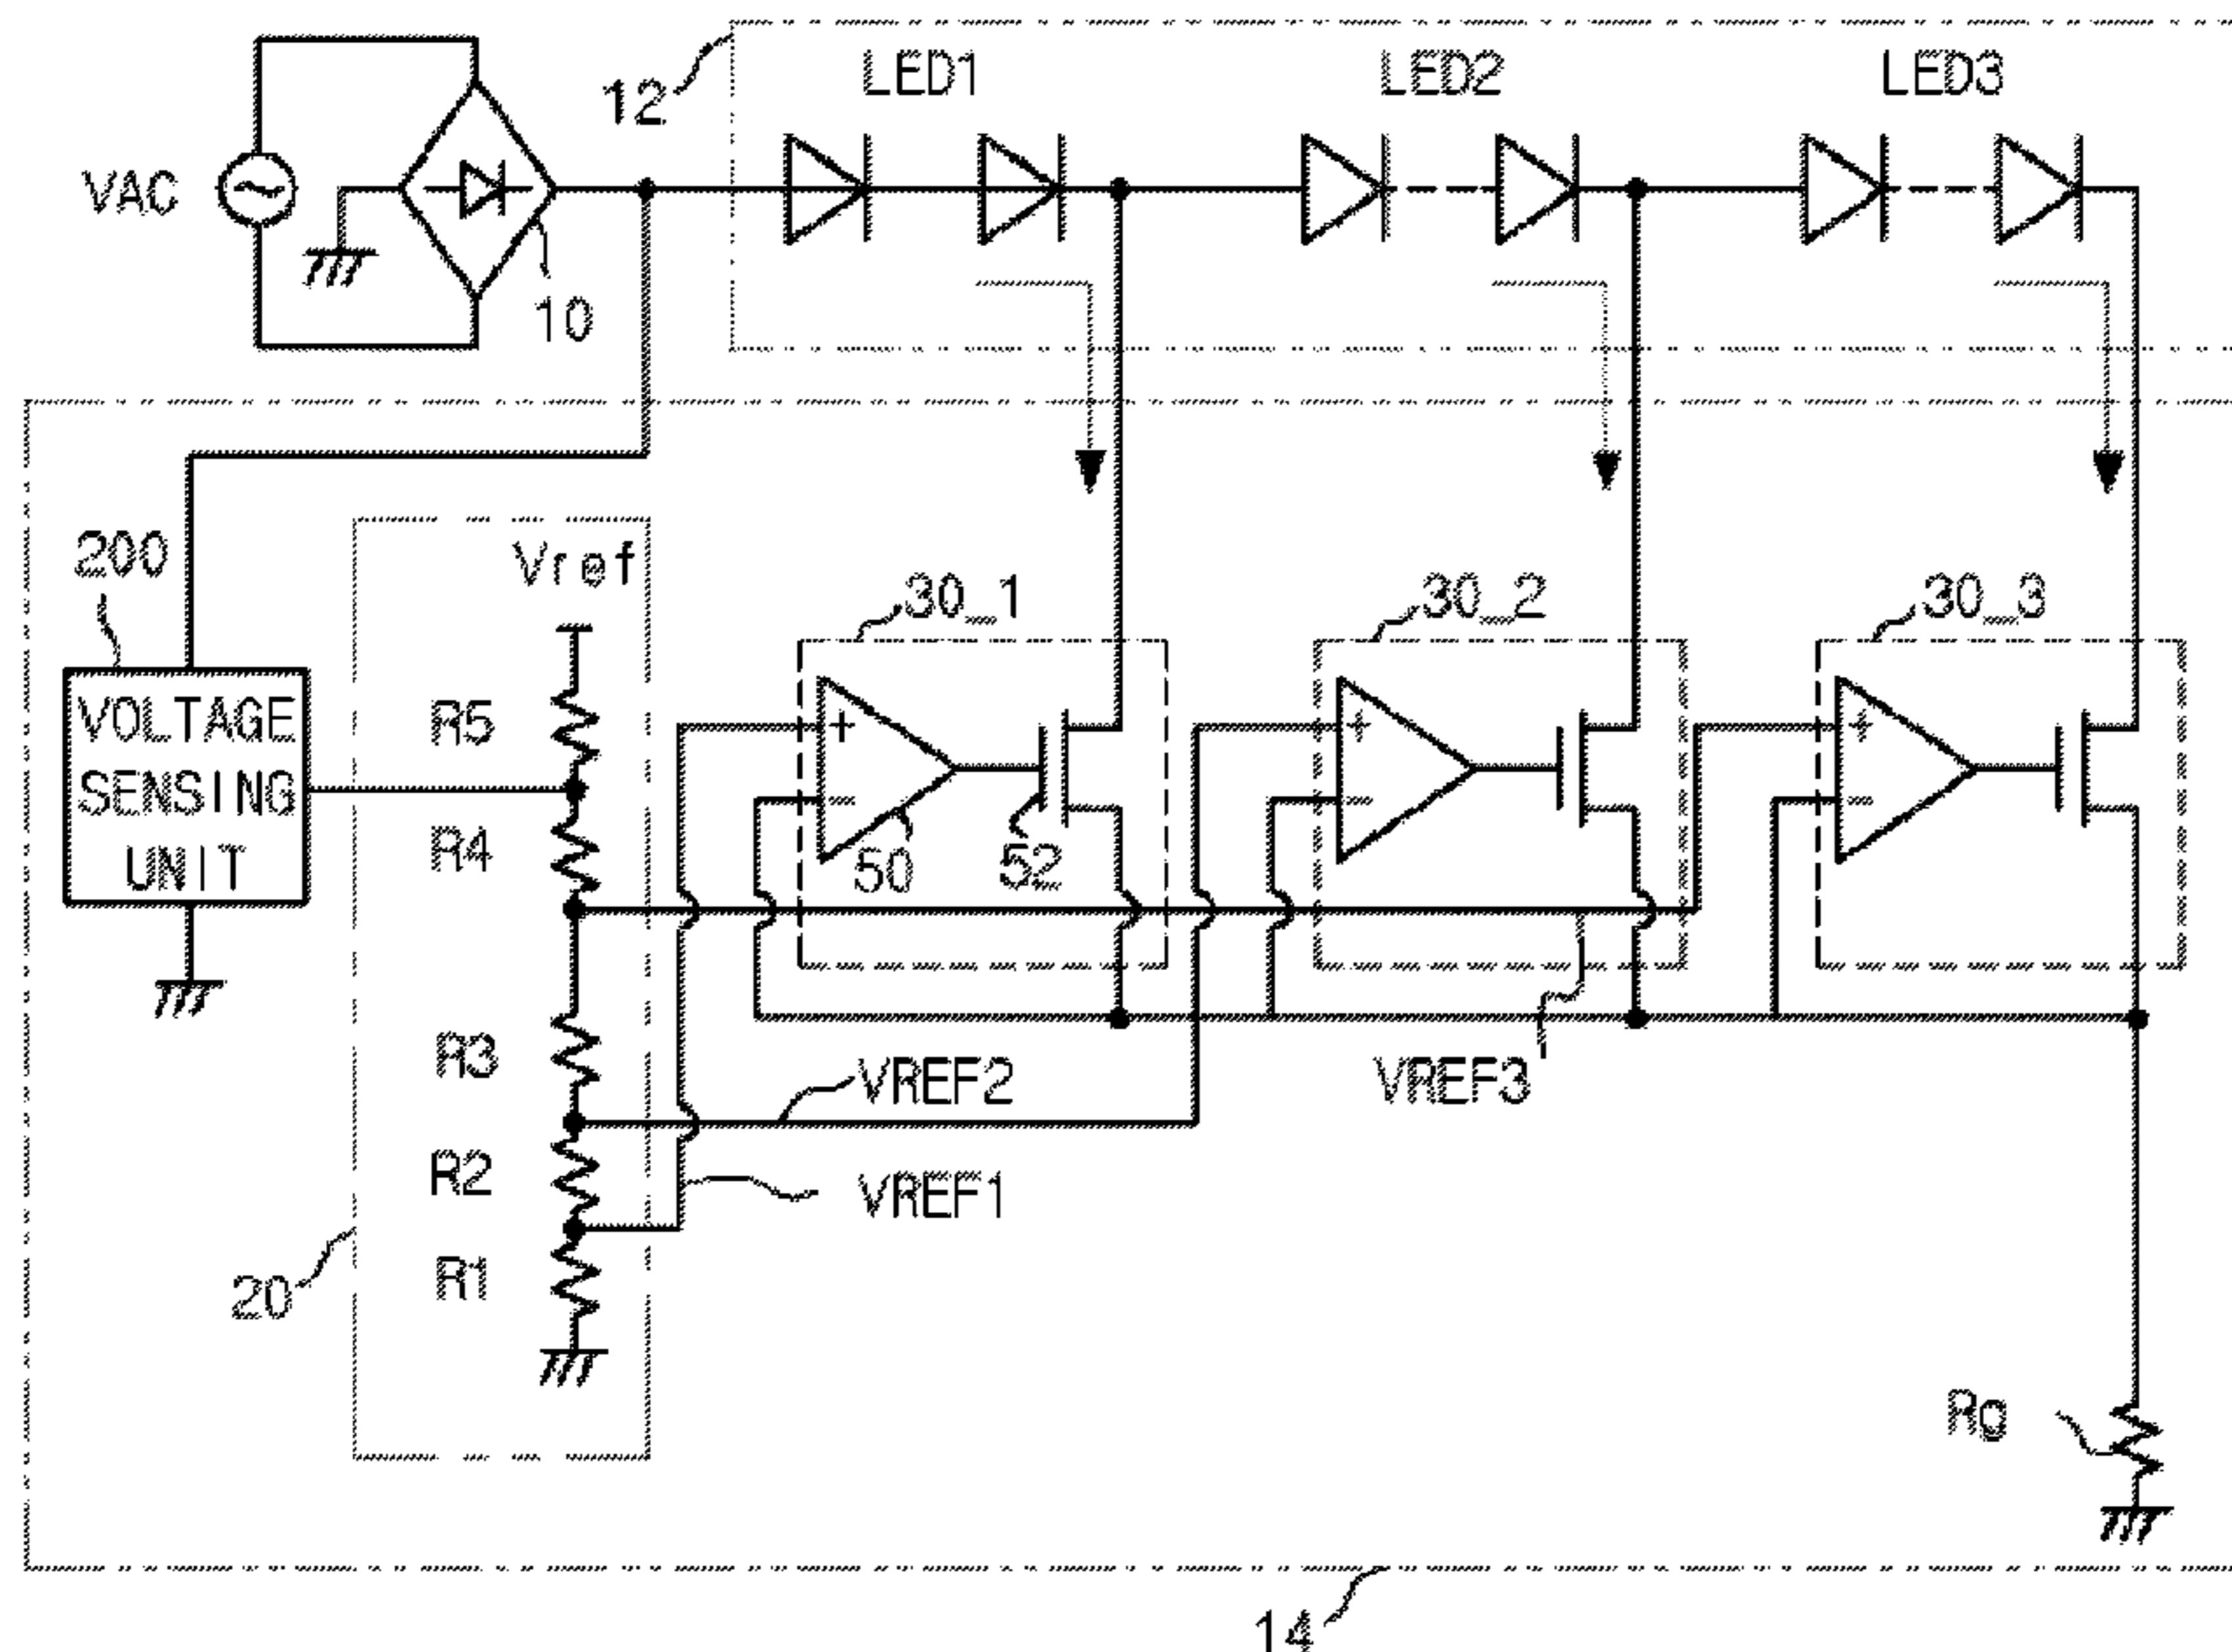 12
LED1
LED2
LED3
VAC
10
200
Vref
30_1
30_2
30_3
VOLTAGE
SENSING
UNIT
R5
+
+
+
-
-
-
R4
50
52
R3
VREF2
VREF3
R2
VREF1
R1
20
Rg
14